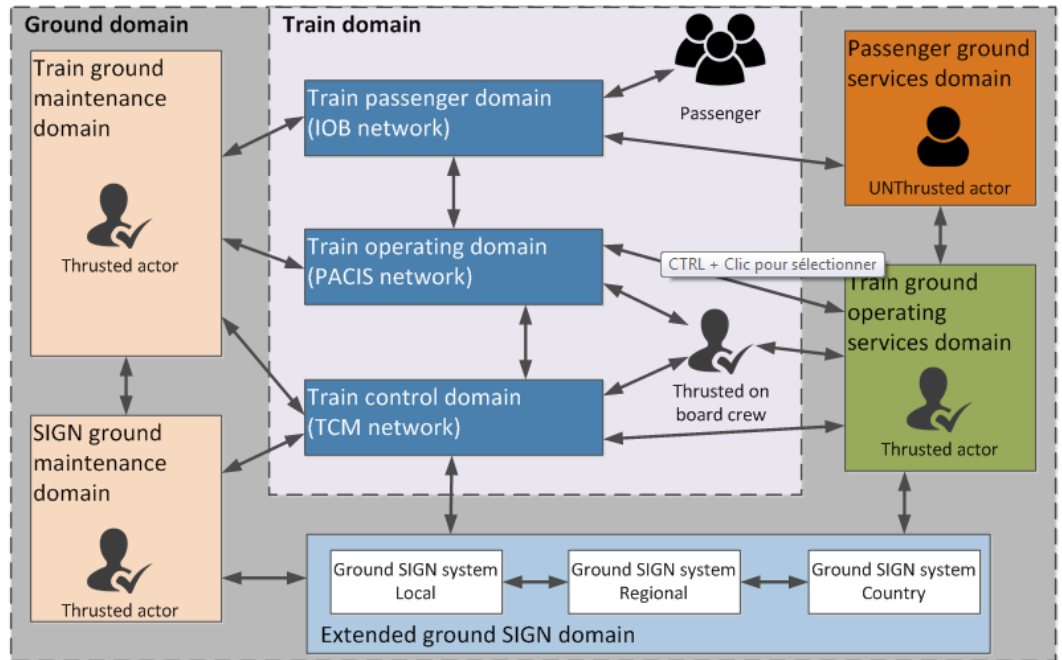 Ground domain
Train domain
Train ground
maintenance
domain
Thrusted actor
Train passenger domain
(IOB network)
Passenger
Passenger ground
services domain
UNThrusted actor
Train operating domain
(PACIS network)
CTRL + Clic pour sélectionner
Train ground
operating
services domain
Thrusted actor
Train control domain
(TCM network)
Thrusted on
board crew
SIGN ground
maintenance
domain
Thrusted actor
Ground SIGN system
Local
Ground SIGN system
Regional
Ground SIGN system
Country
Extended ground SIGN domain